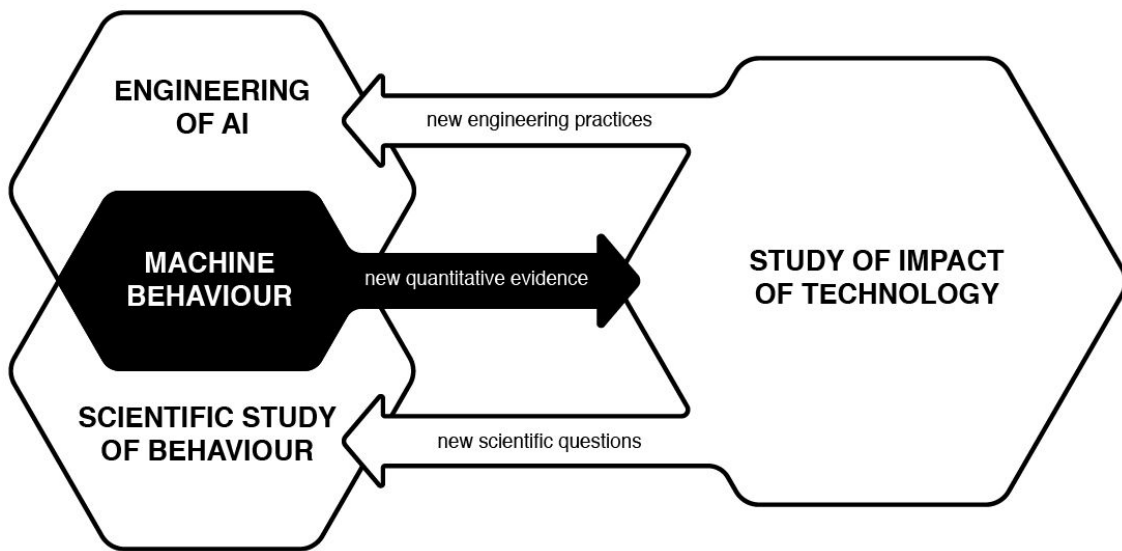 ENGINEERING
OF AI
new engineering practices
MACHINE
BEHAVIOUR
new quantitative evidence
STUDY OF IMPACT
OF TECHNOLOGY
SCIENTIFIC STUDY
OF BEHAVIOUR
new scientific questions